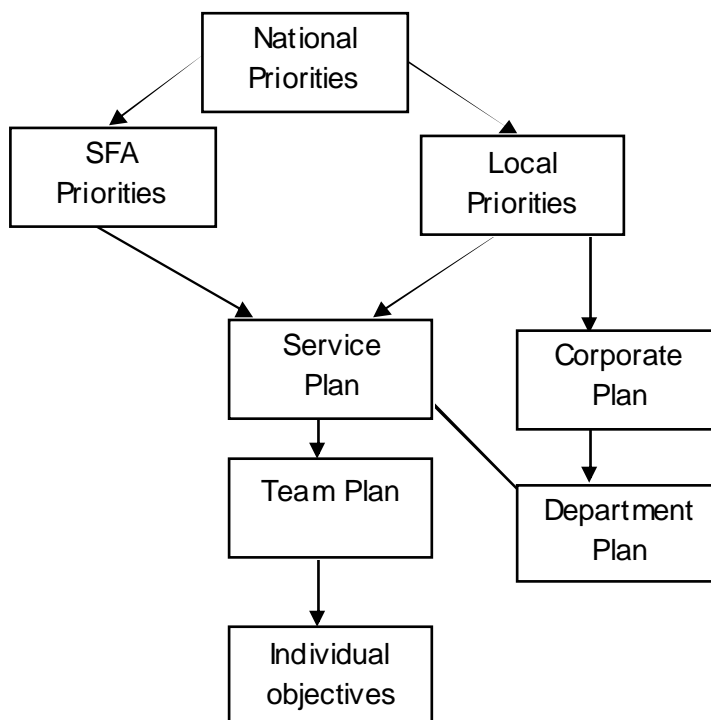 National
Priorities
SFA
Priorities
Local
Priorities
Service
Plan
Corporate
Plan
Team Plan
Department
Plan
Individual
objectives